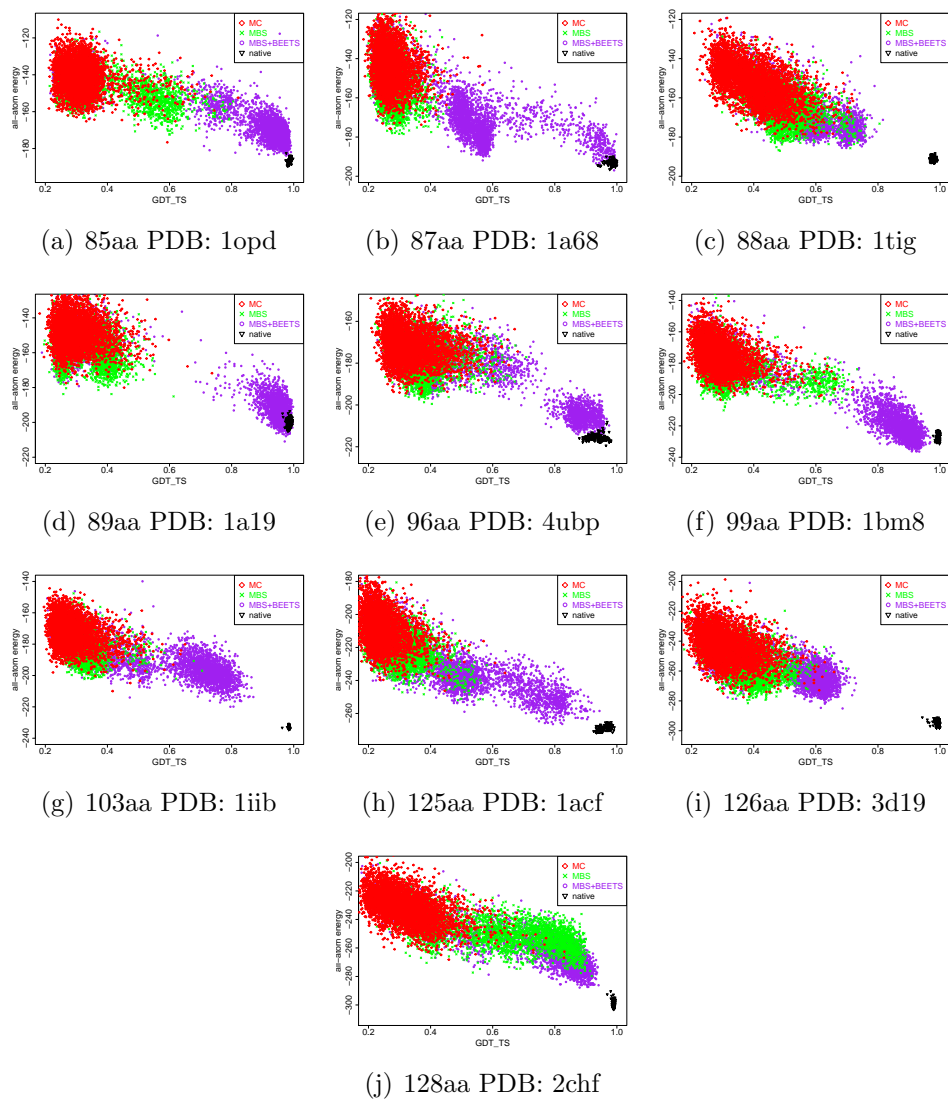 MC
MBS
MBS+BEETS
native
all−atom energy
−120
−140
−160
−180
0.2 0.4 0.6 0.8 1.0
GDT_TS
(a) 85aa PDB: 1opd
MC
MBS
MBS+BEETS
native
all−atom energy
−120
−140
−160
−180
−200
0.2 0.4 0.6 0.8 1.0
GDT_TS
(b) 87aa PDB: 1a68
MC
MBS
MBS+BEETS
native
all−atom energy
−120
−140
−160
−180
−200
0.2 0.4 0.6 0.8 1.0
GDT_TS
(c) 88aa PDB: 1tig
MC
MBS
MBS+BEETS
native
all−atom energy
−140
−160
−180
−200
−220
0.2 0.4 0.6 0.8 1.0
GDT_TS
(d) 89aa PDB: 1a19
MC
MBS
MBS+BEETS
native
all−atom energy
−160
−180
−200
−220
0.2 0.4 0.6 0.8 1.0
GDT_TS
(e) 96aa PDB: 4ubp
MC
MBS
MBS+BEETS
native
all−atom energy
−140
−160
−180
−200
−220
−240
0.2 0.4 0.6 0.8 1.0
GDT_TS
(f) 99aa PDB: 1bm8
MC
MBS
MBS+BEETS
native
all−atom energy
−140
−160
−180
−200
−220
−240
0.2 0.4 0.6 0.8 1.0
GDT_TS
(g) 103aa PDB: 1iib
MC
MBS
MBS+BEETS
native
all−atom energy
−180
−200
−220
−240
−260
0.2 0.4 0.6 0.8 1.0
GDT_TS
(h) 125aa PDB: 1acf
MC
MBS
MBS+BEETS
native
all−atom energy
−200
−220
−240
−260
−280
−300
0.2 0.4 0.6 0.8 1.0
GDT_TS
(i) 126aa PDB: 3d19
MC
MBS
MBS+BEETS
native
all−atom energy
−200
−220
−240
−260
−280
−300
0.2 0.4 0.6 0.8 1.0
GDT_TS
(j) 128aa PDB: 2chf